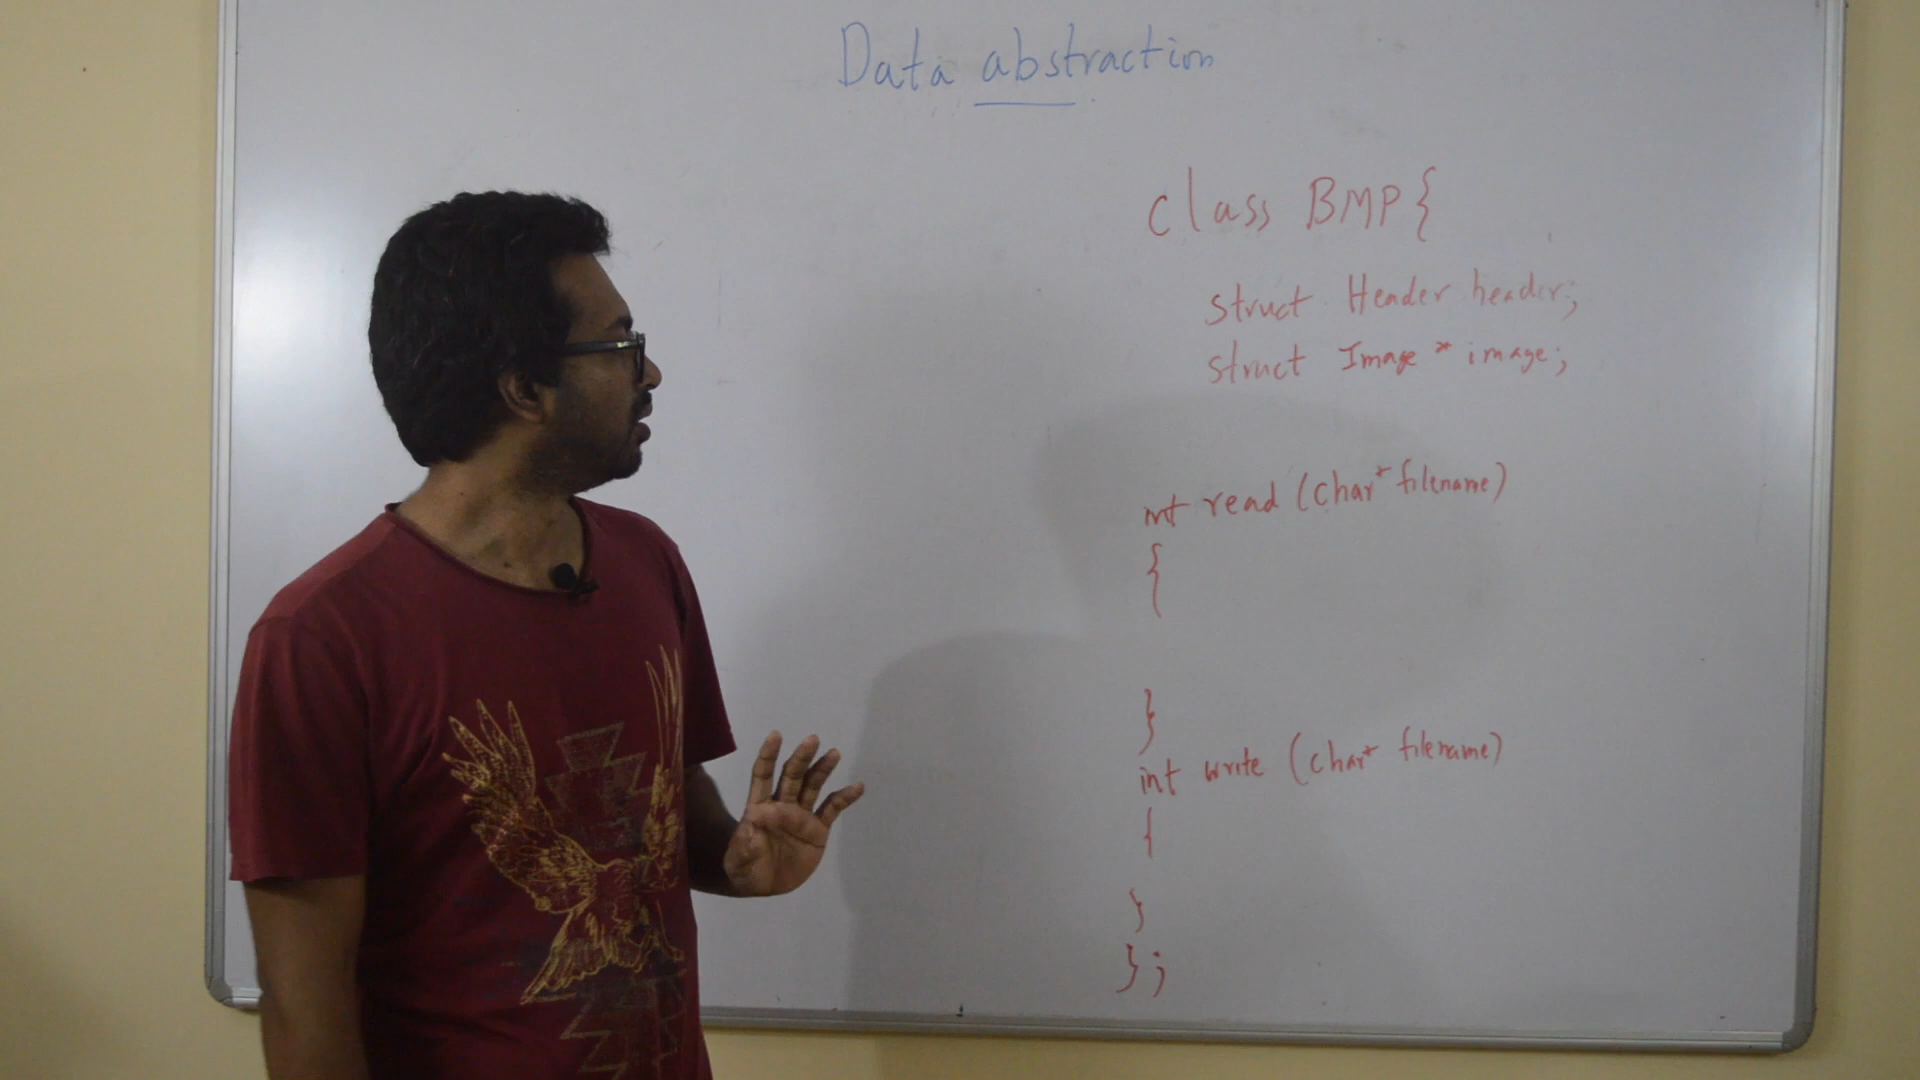 Data abstraction
class BMP{
struct Header header;
struct Image * image;
int read (char* filename)
{
}
int write (char* filename)
{
}
};